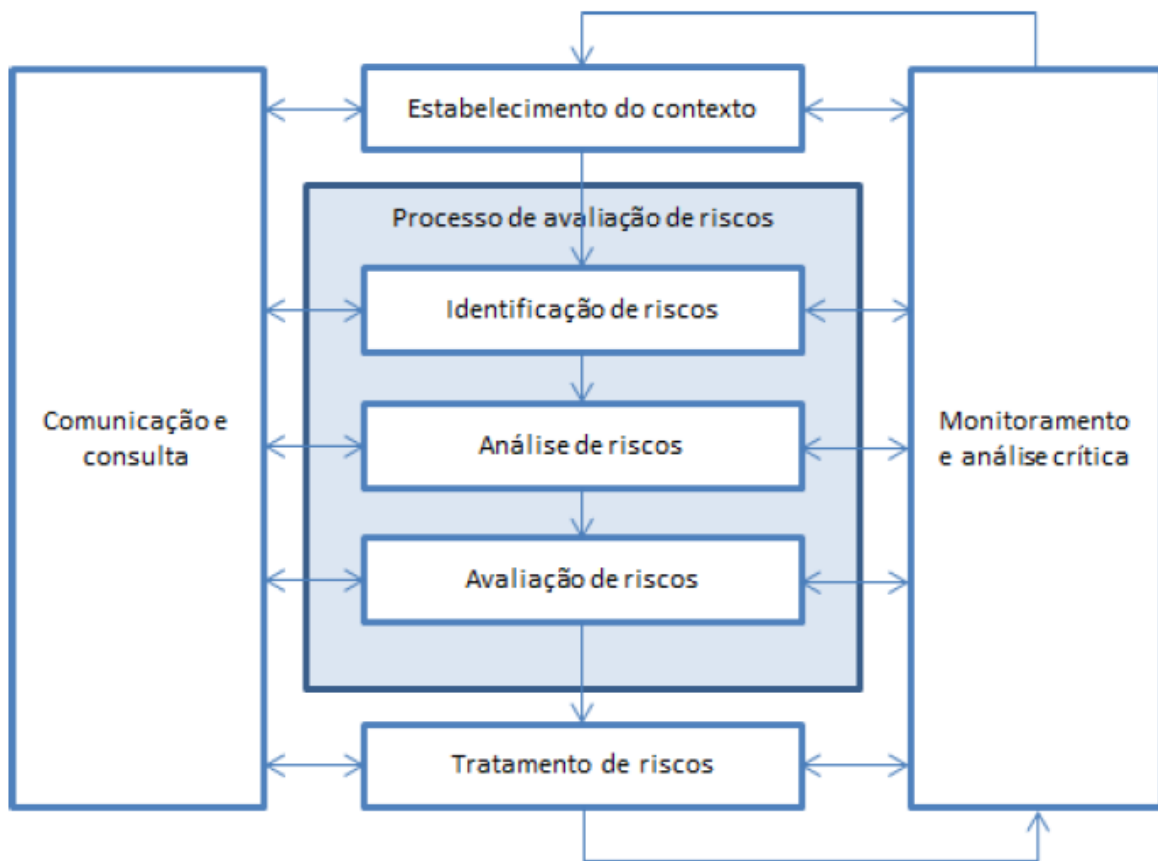 Estabelecimento do contexto
Processo de avaliação de riscos
Identificação de riscos
Análise de riscos
Avaliação de riscos
Tratamento de riscos
Comunicação e
consulta
Monitoramento
e análise crítica